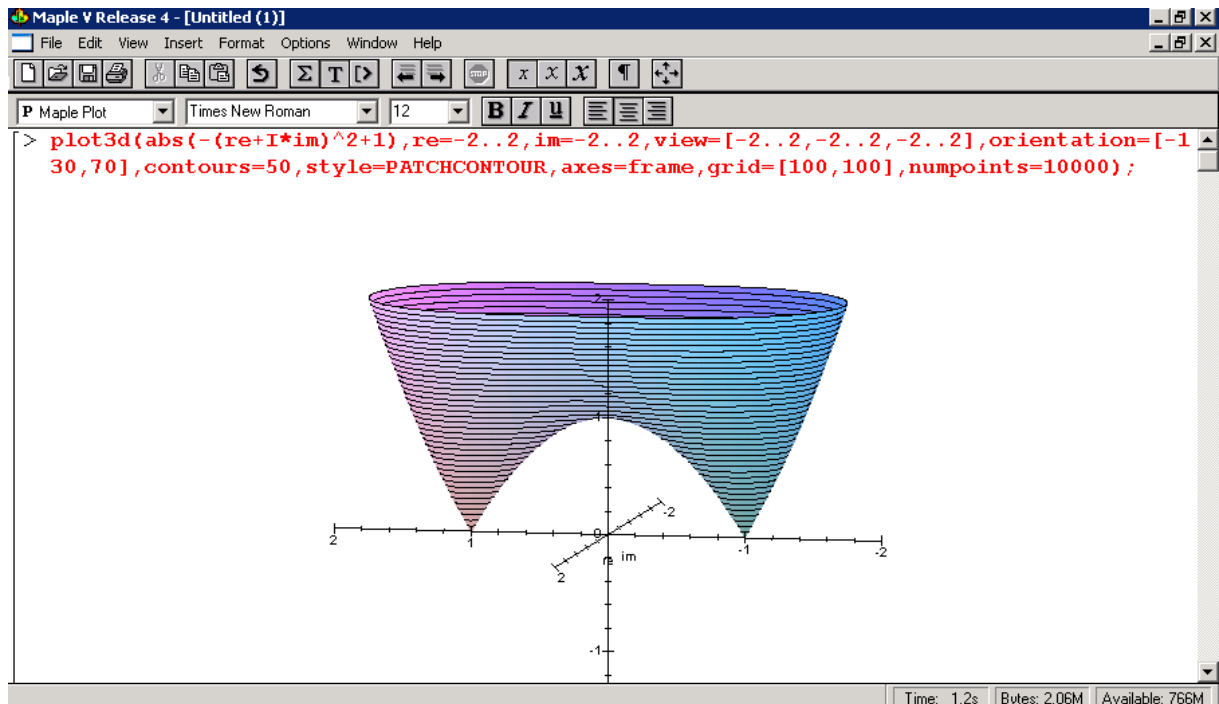 Maple V Release 4 - [Untitled (1)]
File Edit View Insert Format Options Window Help
Σ T [> STOP x x x ¶
P Maple Plot Times New Roman 12 B I u
> plot3d(abs(-(re+I*im)^2+1),re=-2..2,im=-2..2,view=[-2..2,-2..2,-2..2],orientation=[-1
30,70],contours=50,style=PATCHCONTOUR,axes=frame,grid=[100,100],numpoints=10000);
2
1
-2
2 1 0 -1 -2
re im
2
-1
Time: 1.2s Bytes: 2.06M Available: 766M